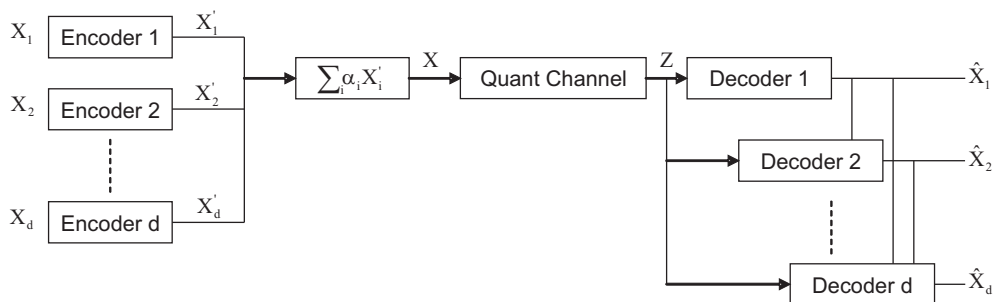 X₁ Encoder 1 X₁'
X₂ Encoder 2 X₂'
X_d Encoder d X_d'
∑ᵢαᵢXᵢ' X Quant Channel Z
Decoder 1 X̂₁
Decoder 2 X̂₂
Decoder d X̂_d